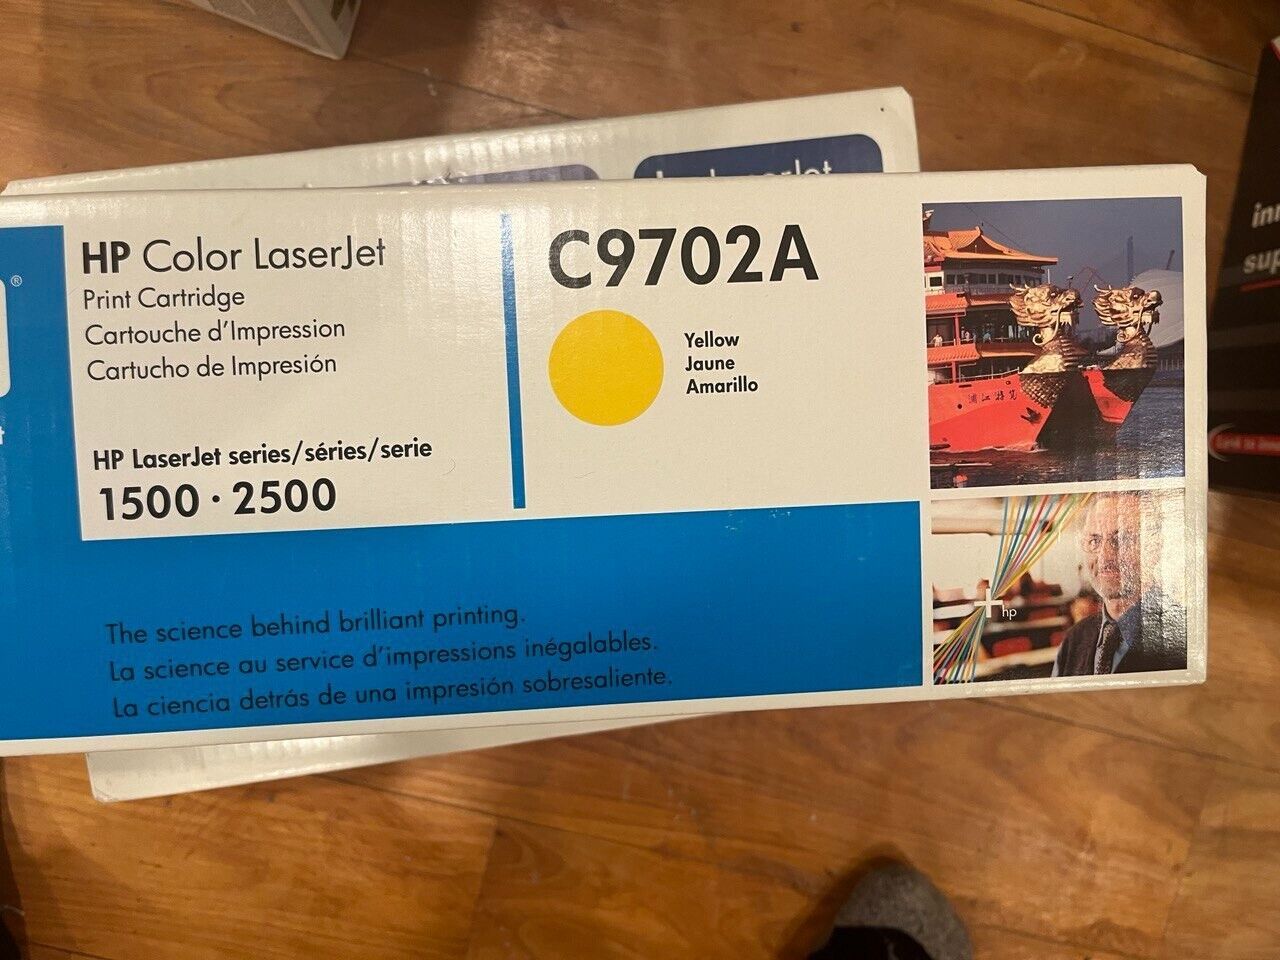 HP Color LaserJet
Print Cartridge
Cartouche d'Impression
Cartucho de Impresión
HP LaserJet series/séries/serie
1500 · 2500
C9702A
Yellow
Jaune
Amarillo
The science behind brilliant printing.
La science au service d'impressions inégalables.
La ciencia detrás de una impresión sobresaliente.
hp
®